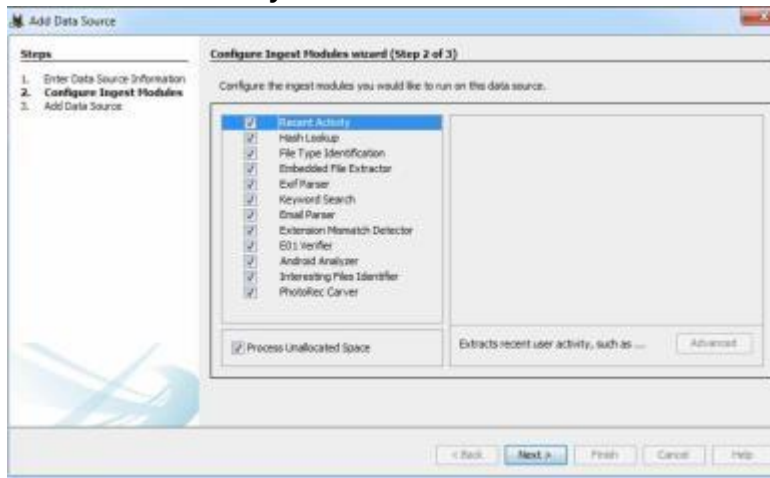 Add Data Source
Steps
1. Enter Data Source Information
2. Configure Ingest Modules
3. Add Data Source
Configure Ingest Modules wizard (Step 2 of 3)
Configure the ingest modules you would like to run on this data source.
Recent Activity
Hash Lookup
File Type Identification
Embedded File Extractor
Exif Parser
Keyword Search
Email Parser
Extension Mismatch Detector
E01 Verifier
Android Analyzer
Interesting Files Identifier
PhotoRec Carver
Process Unallocated Space
Extracts recent user activity, such as ....
Advanced
< Back
Next >
Finish
Cancel
Help